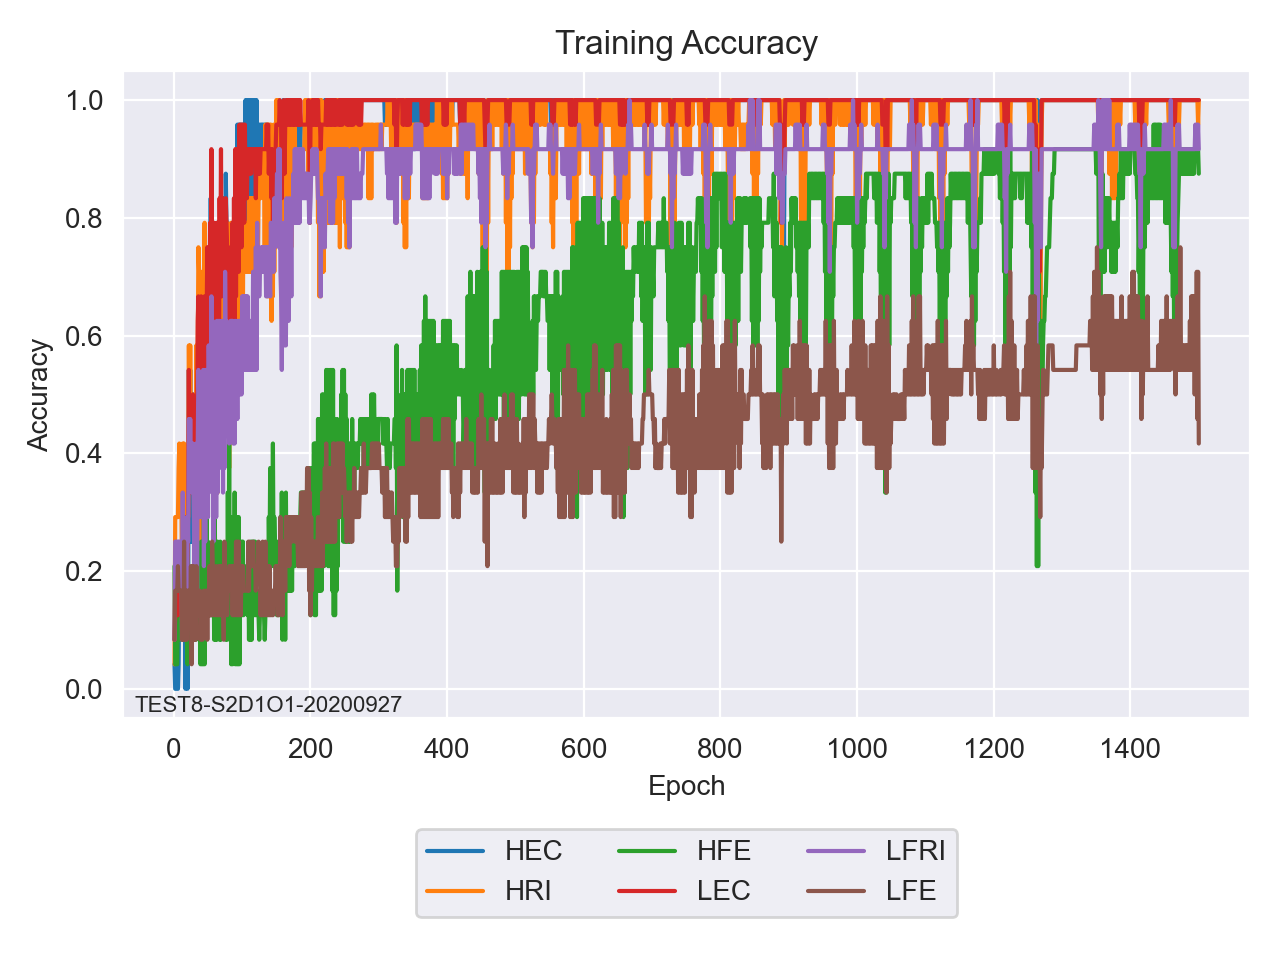 Training Accuracy
1.0
0.8
0.6
0.4
0.2
0.0
Accuracy
TEST8-S2D1O1-20200927
0 200 400 600 800 1000 1200 1400
Epoch
HEC HFE LFRI
HRI LEC LFE